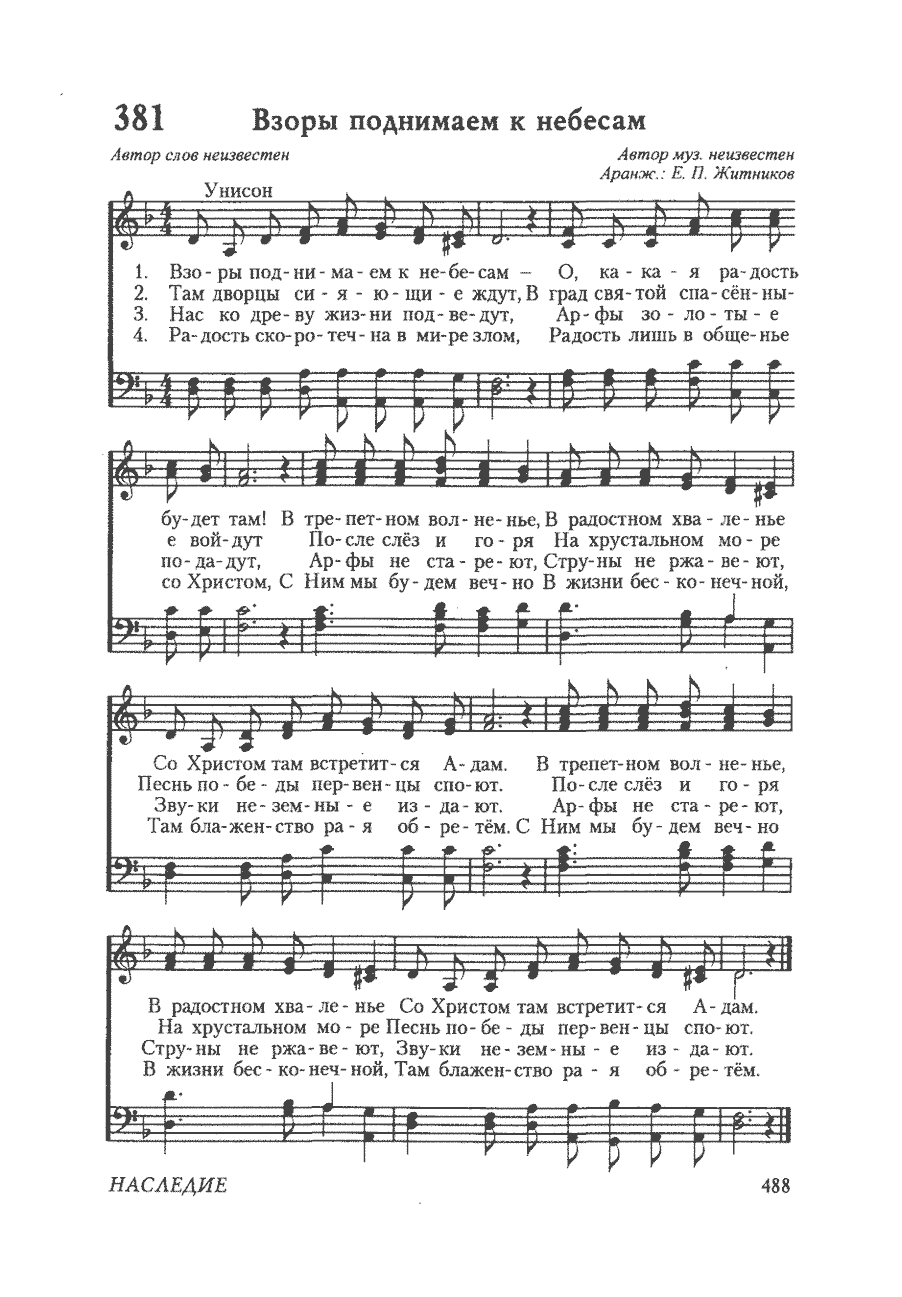 381 Взоры поднимаем к небесам
Автор слов неизвестен Автор муз. неизвестен
Аранж.: Е. П. Житников
Унисон
1. Взо - ры под- ни - ма - ем к не-бе- сам – О, ка - ка - я ра- дость
2. Там дворцы си - я - ю - щи - е ждут, В град свя- той спа- сён- ны-
3. Нас ко дре- ву жиз- ни под - ве- дут, Ар - фы зо - ло - ты - е
4. Ра- дость ско- ро- теч - на в ми-ре злом, Радость лишь в обще- нье
бу- дет там! В тре- пет- ном вол - не- нье, В радостном хва - ле - нье
е вой- дут По- сле слёз и го - ря На хрустальном мо - ре
по- да- дут, Ар- фы не ста - ре - ют, Стру- ны не ржа - ве - ют,
со Христом, С Ним мы бу - дем веч - но В жизни бес - ко- неч- ной,
Со Христом там встретит- ся А- дам. В трепет-ном вол - не- нье,
Песнь по - бе - ды пер- вен- цы спо- ют. По- сле слёз и го - ря
Зву- ки не- зем- ны - е из - да- ют. Ар- фы не ста - ре - ют,
Там бла-жен- ство ра - я об - ре- тём. С Ним мы бу- дем веч- но
В радостном хва- ле - нье Со Христом там встретит- ся А- дам.
На хрустальном мо - ре Песнь по- бе - ды пер- вен- цы спо- ют.
Стру- ны не ржа- ве - ют, Зву- ки не- зем- ны - е из - да- ют.
В жизни бес - ко- неч- ной, Там блажен- ство ра - я об - ре- тём.
НАСЛЕДИЕ 488